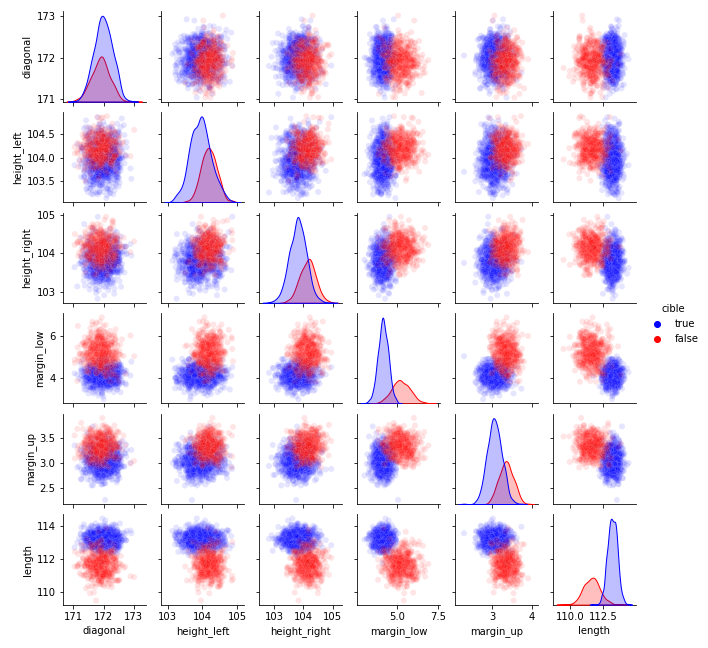 173
172
171
diagonal
104.5
104.0
103.5
height_left
105
104
103
height_right
6
4
margin_low
3.5
3.0
2.5
margin_up
114
112
110
length
171 172 173
diagonal
103 104 105
height_left
103 104 105
height_right
5.0 7.5
margin_low
3 4
margin_up
110.0 112.5
length
cible
true
false